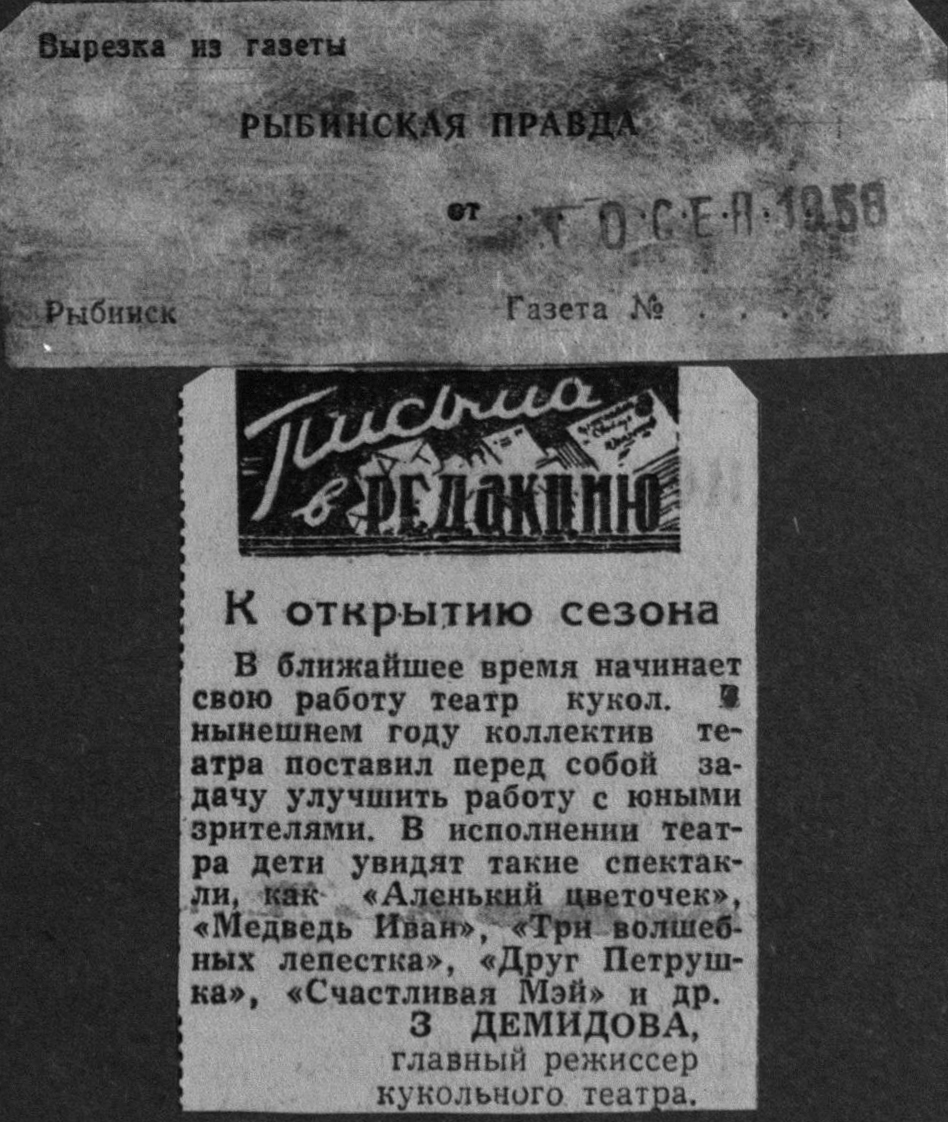 Вырезка из газеты
РЫБИНСКАЯ ПРАВДА
от 10 СЕН 1958
Рыбинск Газета № . . . .
Письма
в РЕДАКЦИЮ
К открытию сезона
В ближайшее время начинает
свою работу театр кукол. В
нынешнем году коллектив те-
атра поставил перед собой за-
дачу улучшить работу с юными
зрителями. В исполнении теат-
ра дети увидят такие спектак-
ли, как «Аленький цветочек»,
«Медведь Иван», «Три волшеб-
ных лепестка», «Друг Петруш-
ка», «Счастливая Мэй» и др.
З ДЕМИДОВА,
главный режиссер
кукольного театра.